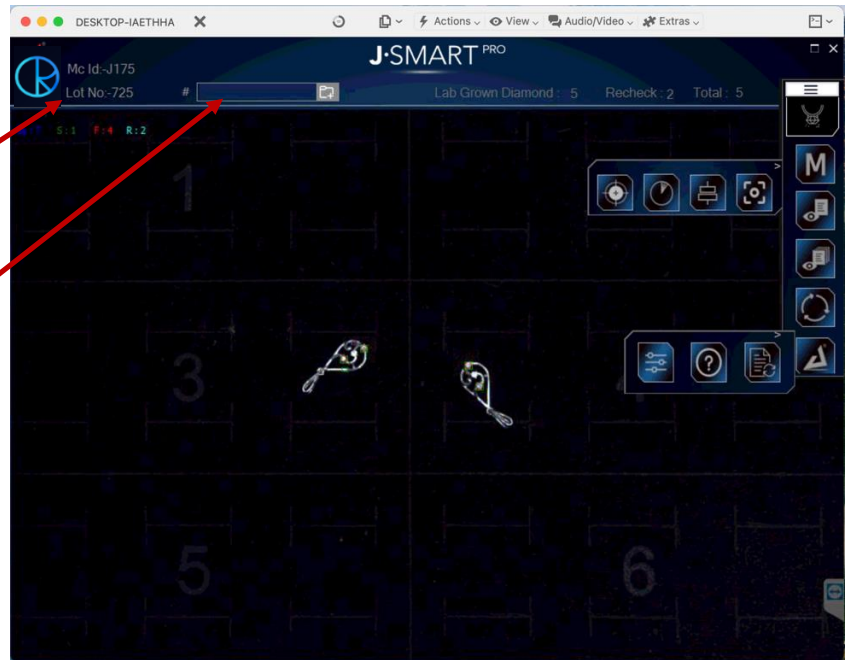 DESKTOP-IAETHHA
Actions View Audio/Video Extras
J·SMART PRO
Mc Id:-J175
Lot No:-725 #
Lab Grown Diamond : 5 Recheck : 2 Total : 5
S:1 F:4 R:2
1
M
3
5
6